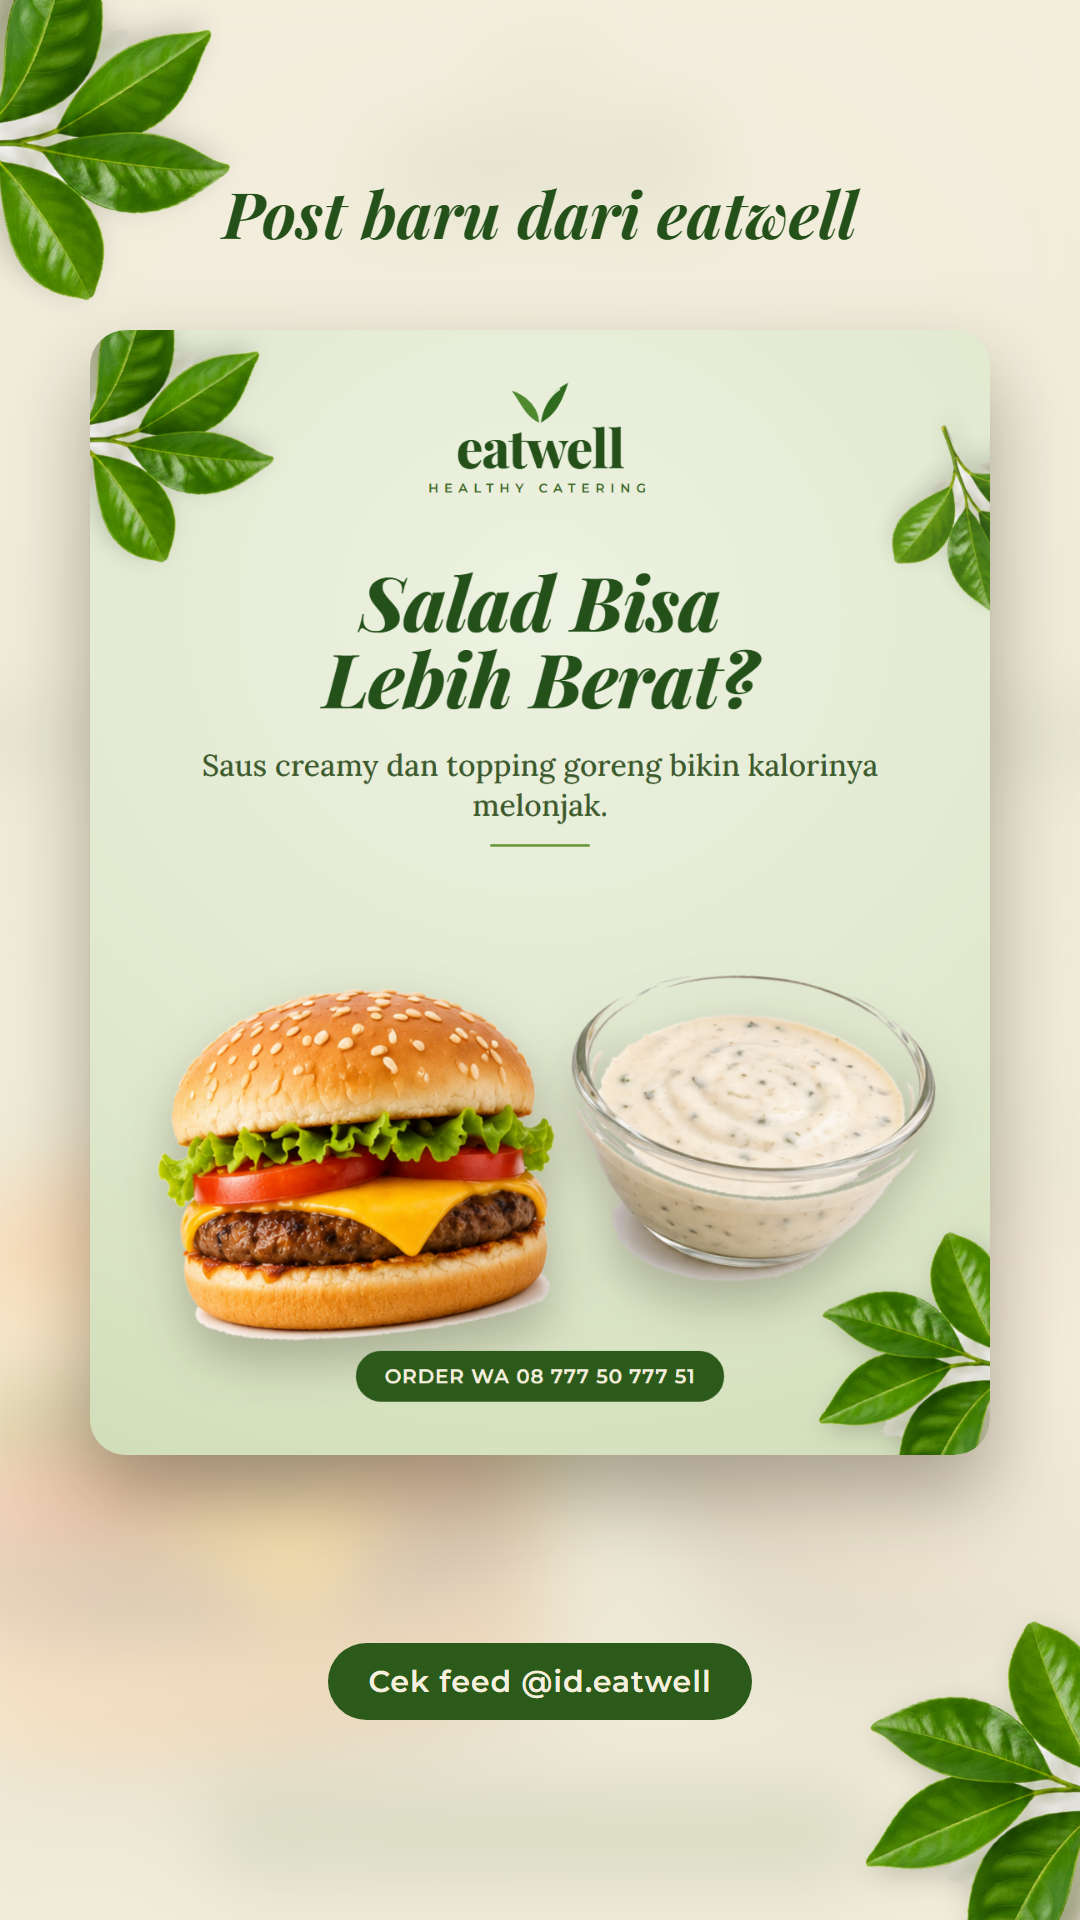 Post baru dari eatwell
eatwell
HEALTHY CATERING
Salad Bisa
Lebih Berat?
Saus creamy dan topping goreng bikin kalorinya
melonjak.
ORDER WA 08 777 50 777 51
Cek feed @id.eatwell